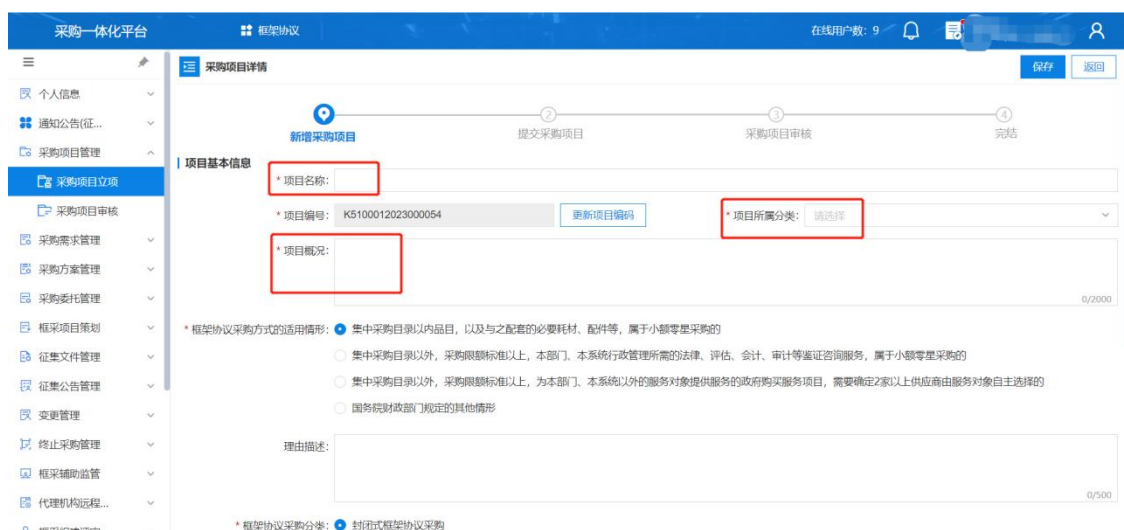 采购一体化平台 框架协议 在线用户数: 9
采购项目详情 保存 返回
个人信息
通知公告(征...
采购项目管理
采购项目立项
采购项目审核
采购需求管理
采购方案管理
采购委托管理
框采项目策划
征集文件管理
征集公告管理
变更管理
终止采购管理
框采辅助监管
代理机构远程...
② ③ ④
新增采购项目 提交采购项目 采购项目审核 完结
项目基本信息
* 项目名称:
* 项目编号: K5100012023000054 更新项目编码 * 项目所属分类: 请选择
* 项目概况:
0/2000
* 框架协议采购方式的适用情形: 集中采购目录以内品目，以及与之配套的必要耗材、配件等，属于小额零星采购的
集中采购目录以外，采购限额标准以上，本部门、本系统行政管理所需的法律、评估、会计、审计等鉴证咨询服务，属于小额零星采购的
集中采购目录以外，采购限额标准以上，为本部门、本系统以外的服务对象提供服务的政府购买服务项目，需要确定2家以上供应商由服务对象自主选择的
国务院财政部门规定的其他情形
理由描述:
0/500
* 框架协议采购分类: 封闭式框架协议采购